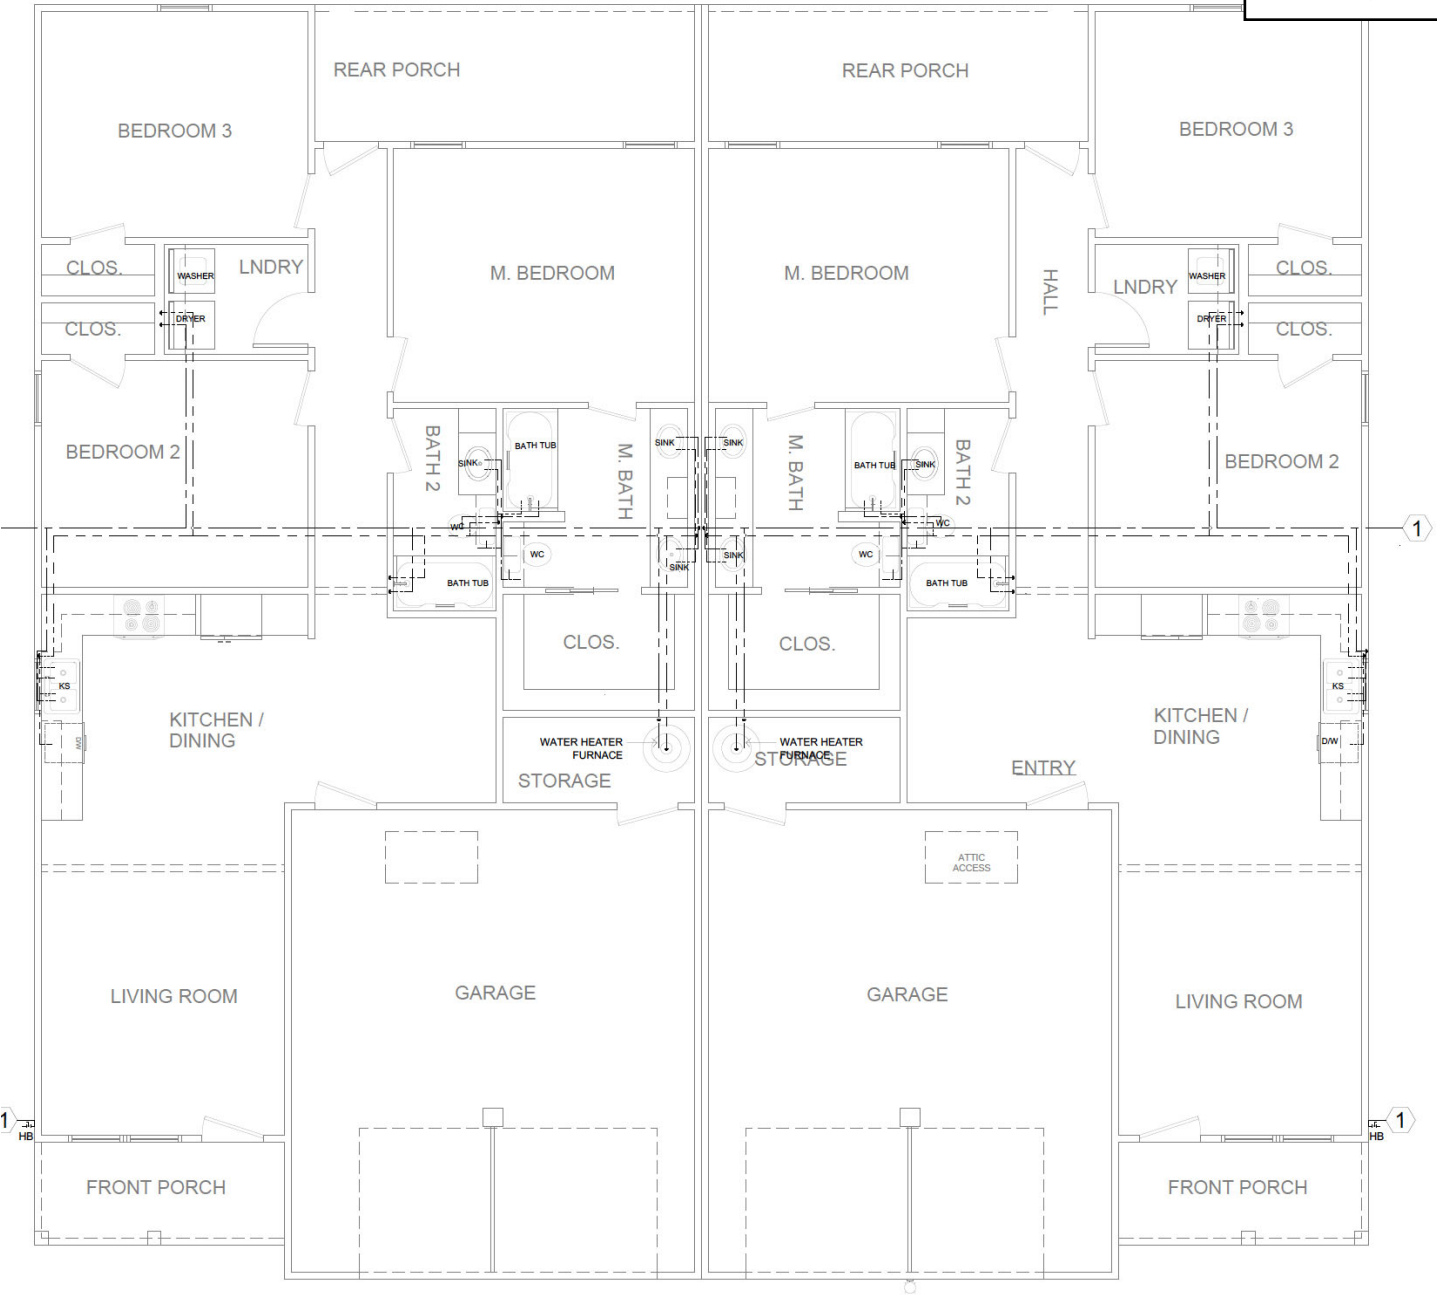 REAR PORCH
REAR PORCH
BEDROOM 3
BEDROOM 3
CLOS.
WASHER
LNDRY
M. BEDROOM
M. BEDROOM
HALL
LNDRY
WASHER
CLOS.
CLOS.
DRYER
DRYER
CLOS.
BEDROOM 2
BATH 2
SINK
BATH TUB
M. BATH
SINK
SINK
M. BATH
BATH TUB
SINK
BATH 2
BEDROOM 2
WC
WC
1
WC
SINK
SINK
WC
BATH TUB
BATH TUB
CLOS.
CLOS.
KS
KS
KITCHEN /
DINING
KITCHEN /
DINING
D/W
D/W
WATER HEATER
FURNACE
WATER HEATER
FURNACE
STORAGE
STORAGE
ENTRY
ATTIC
ACCESS
LIVING ROOM
GARAGE
GARAGE
LIVING ROOM
1
HB
1
HB
FRONT PORCH
FRONT PORCH